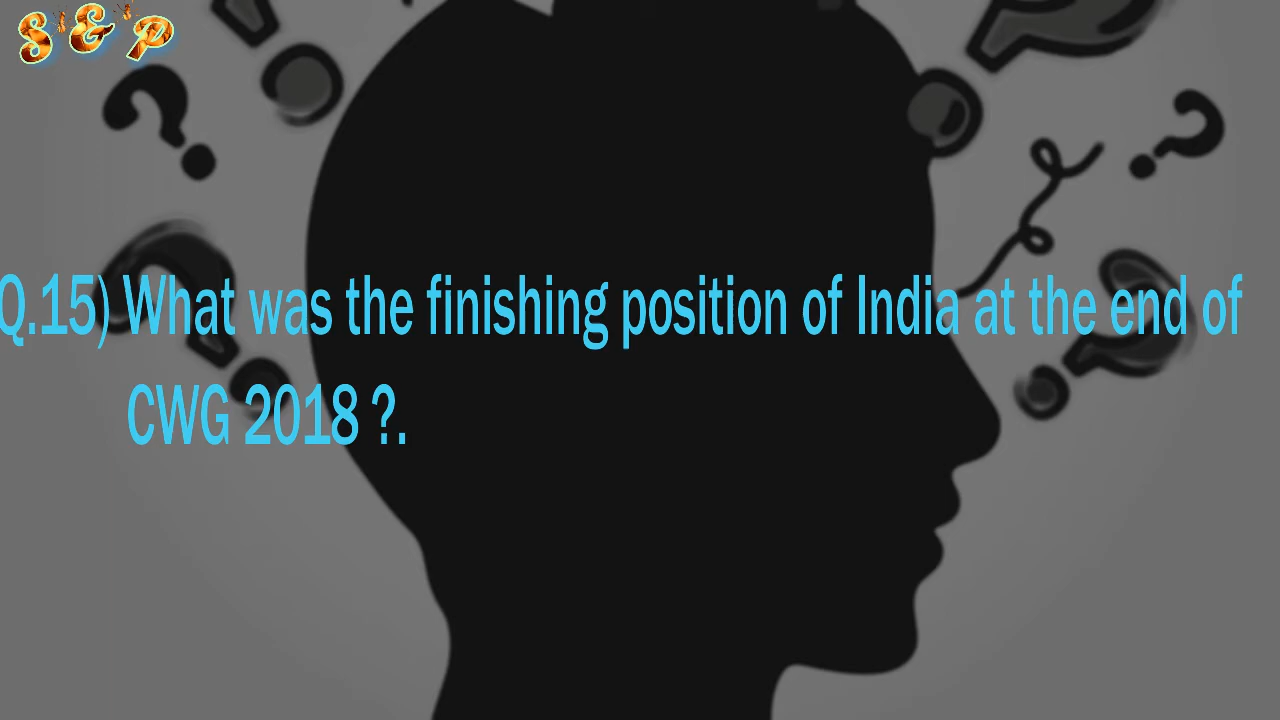 S & P
Q.15) What was the finishing position of India at the end of
CWG 2018 ?.